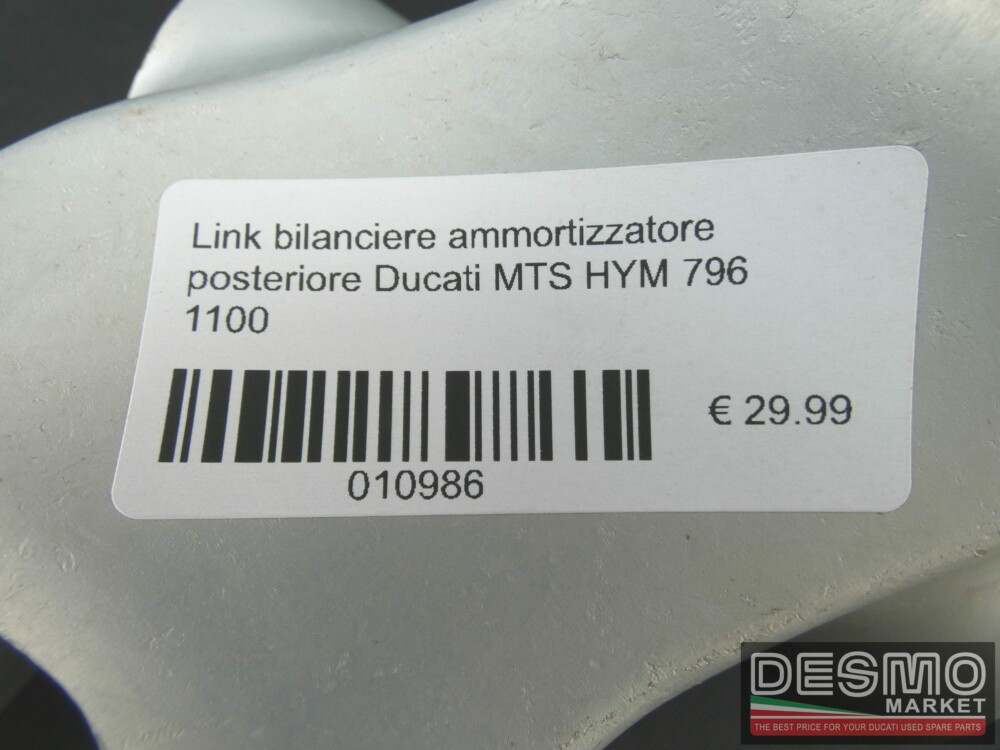 Link bilanciere ammortizzatore
posteriore Ducati MTS HYM 796
1100
€ 29.99
010986
DESMO
MARKET
THE BEST PRICE FOR YOUR DUCATI USED SPARE PARTS